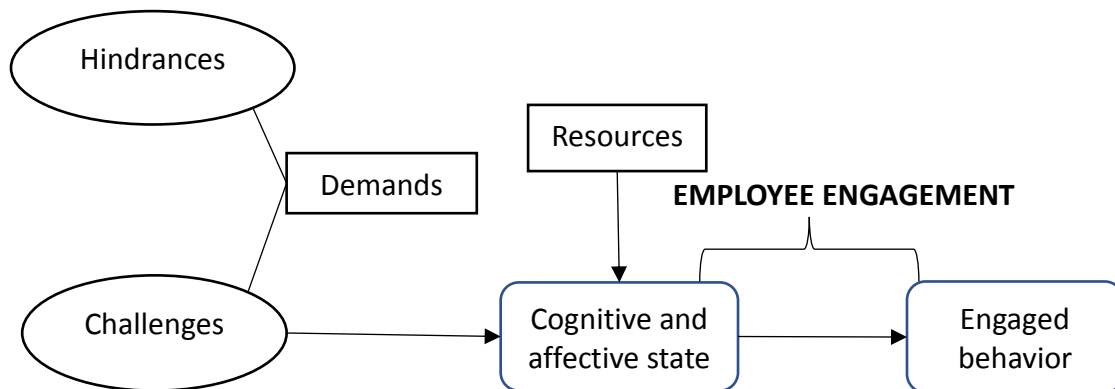 Hindrances
Resources
Demands
EMPLOYEE ENGAGEMENT
Challenges
Cognitive and
affective state
Engaged
behavior